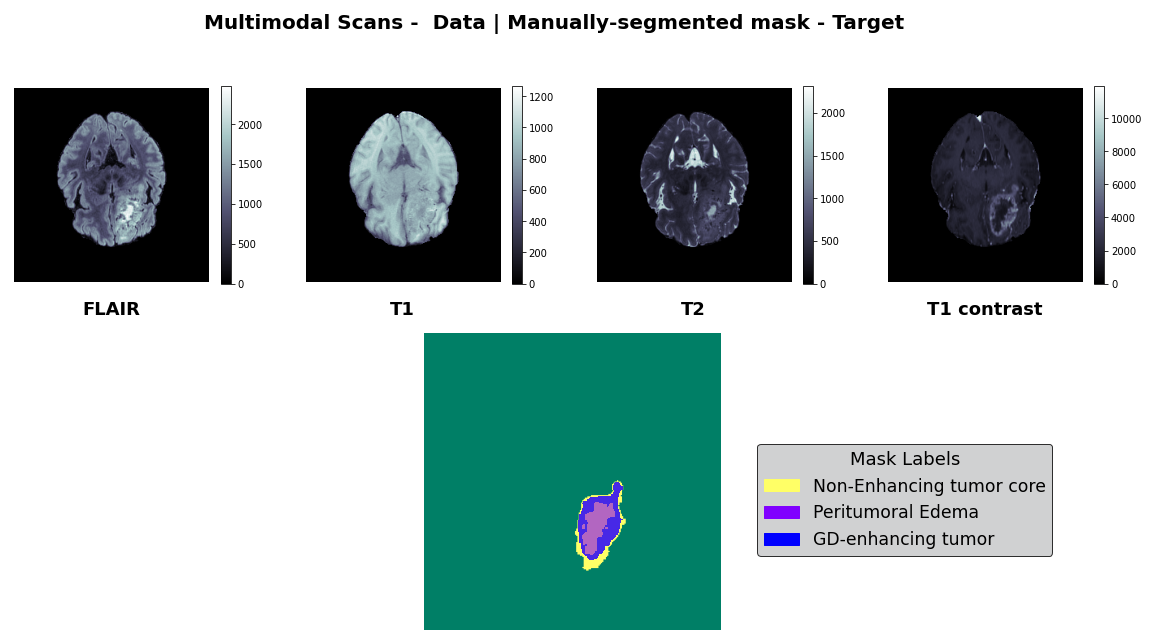 Multimodal Scans -  Data | Manually-segmented mask - Target
2000
1500
1000
500
0
FLAIR
1200
1000
800
600
400
200
0
T1
2000
1500
1000
500
0
T2
10000
8000
6000
4000
2000
0
T1 contrast
Mask Labels
Non-Enhancing tumor core
Peritumoral Edema
GD-enhancing tumor